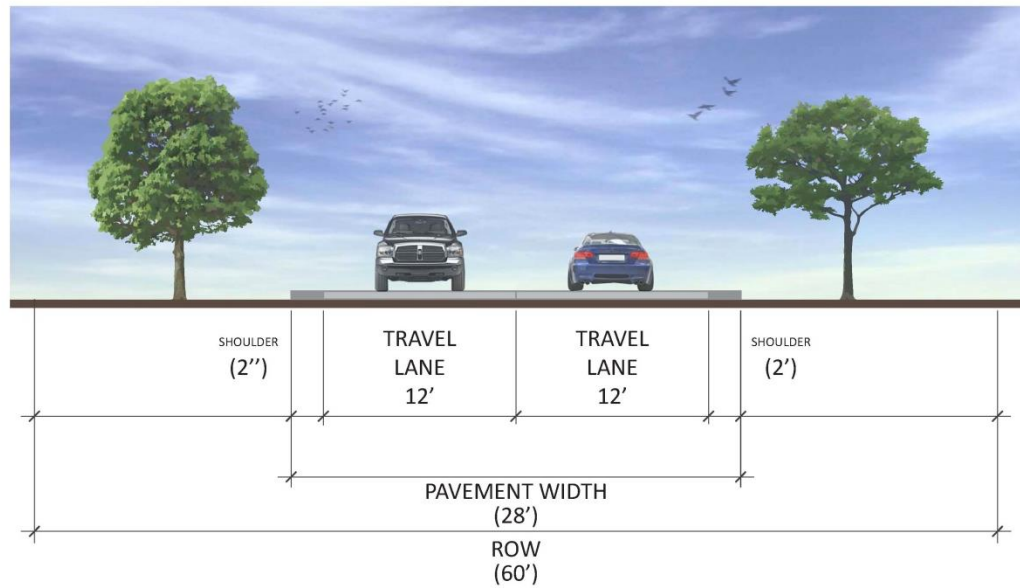 SHOULDER
(2’’)
TRAVEL
LANE
12’
TRAVEL
LANE
12’
SHOULDER
(2’)
PAVEMENT WIDTH
(28’)
ROW
(60’)